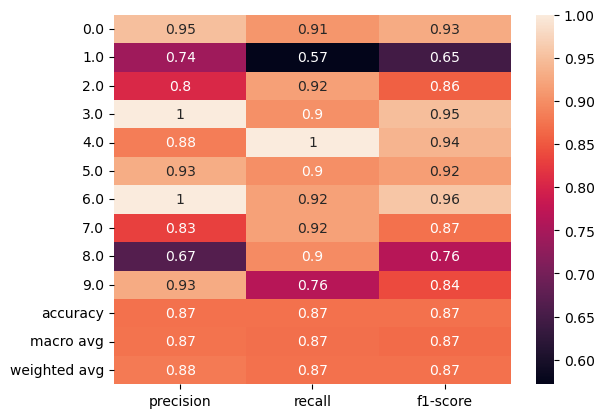 0.0 0.95 0.91 0.93
1.0 0.74 0.57 0.65
2.0 0.8 0.92 0.86
3.0 1 0.9 0.95
4.0 0.88 1 0.94
5.0 0.93 0.9 0.92
6.0 1 0.92 0.96
7.0 0.83 0.92 0.87
8.0 0.67 0.9 0.76
9.0 0.93 0.76 0.84
accuracy 0.87 0.87 0.87
macro avg 0.87 0.87 0.87
weighted avg 0.88 0.87 0.87
precision recall f1-score
1.00
0.95
0.90
0.85
0.80
0.75
0.70
0.65
0.60